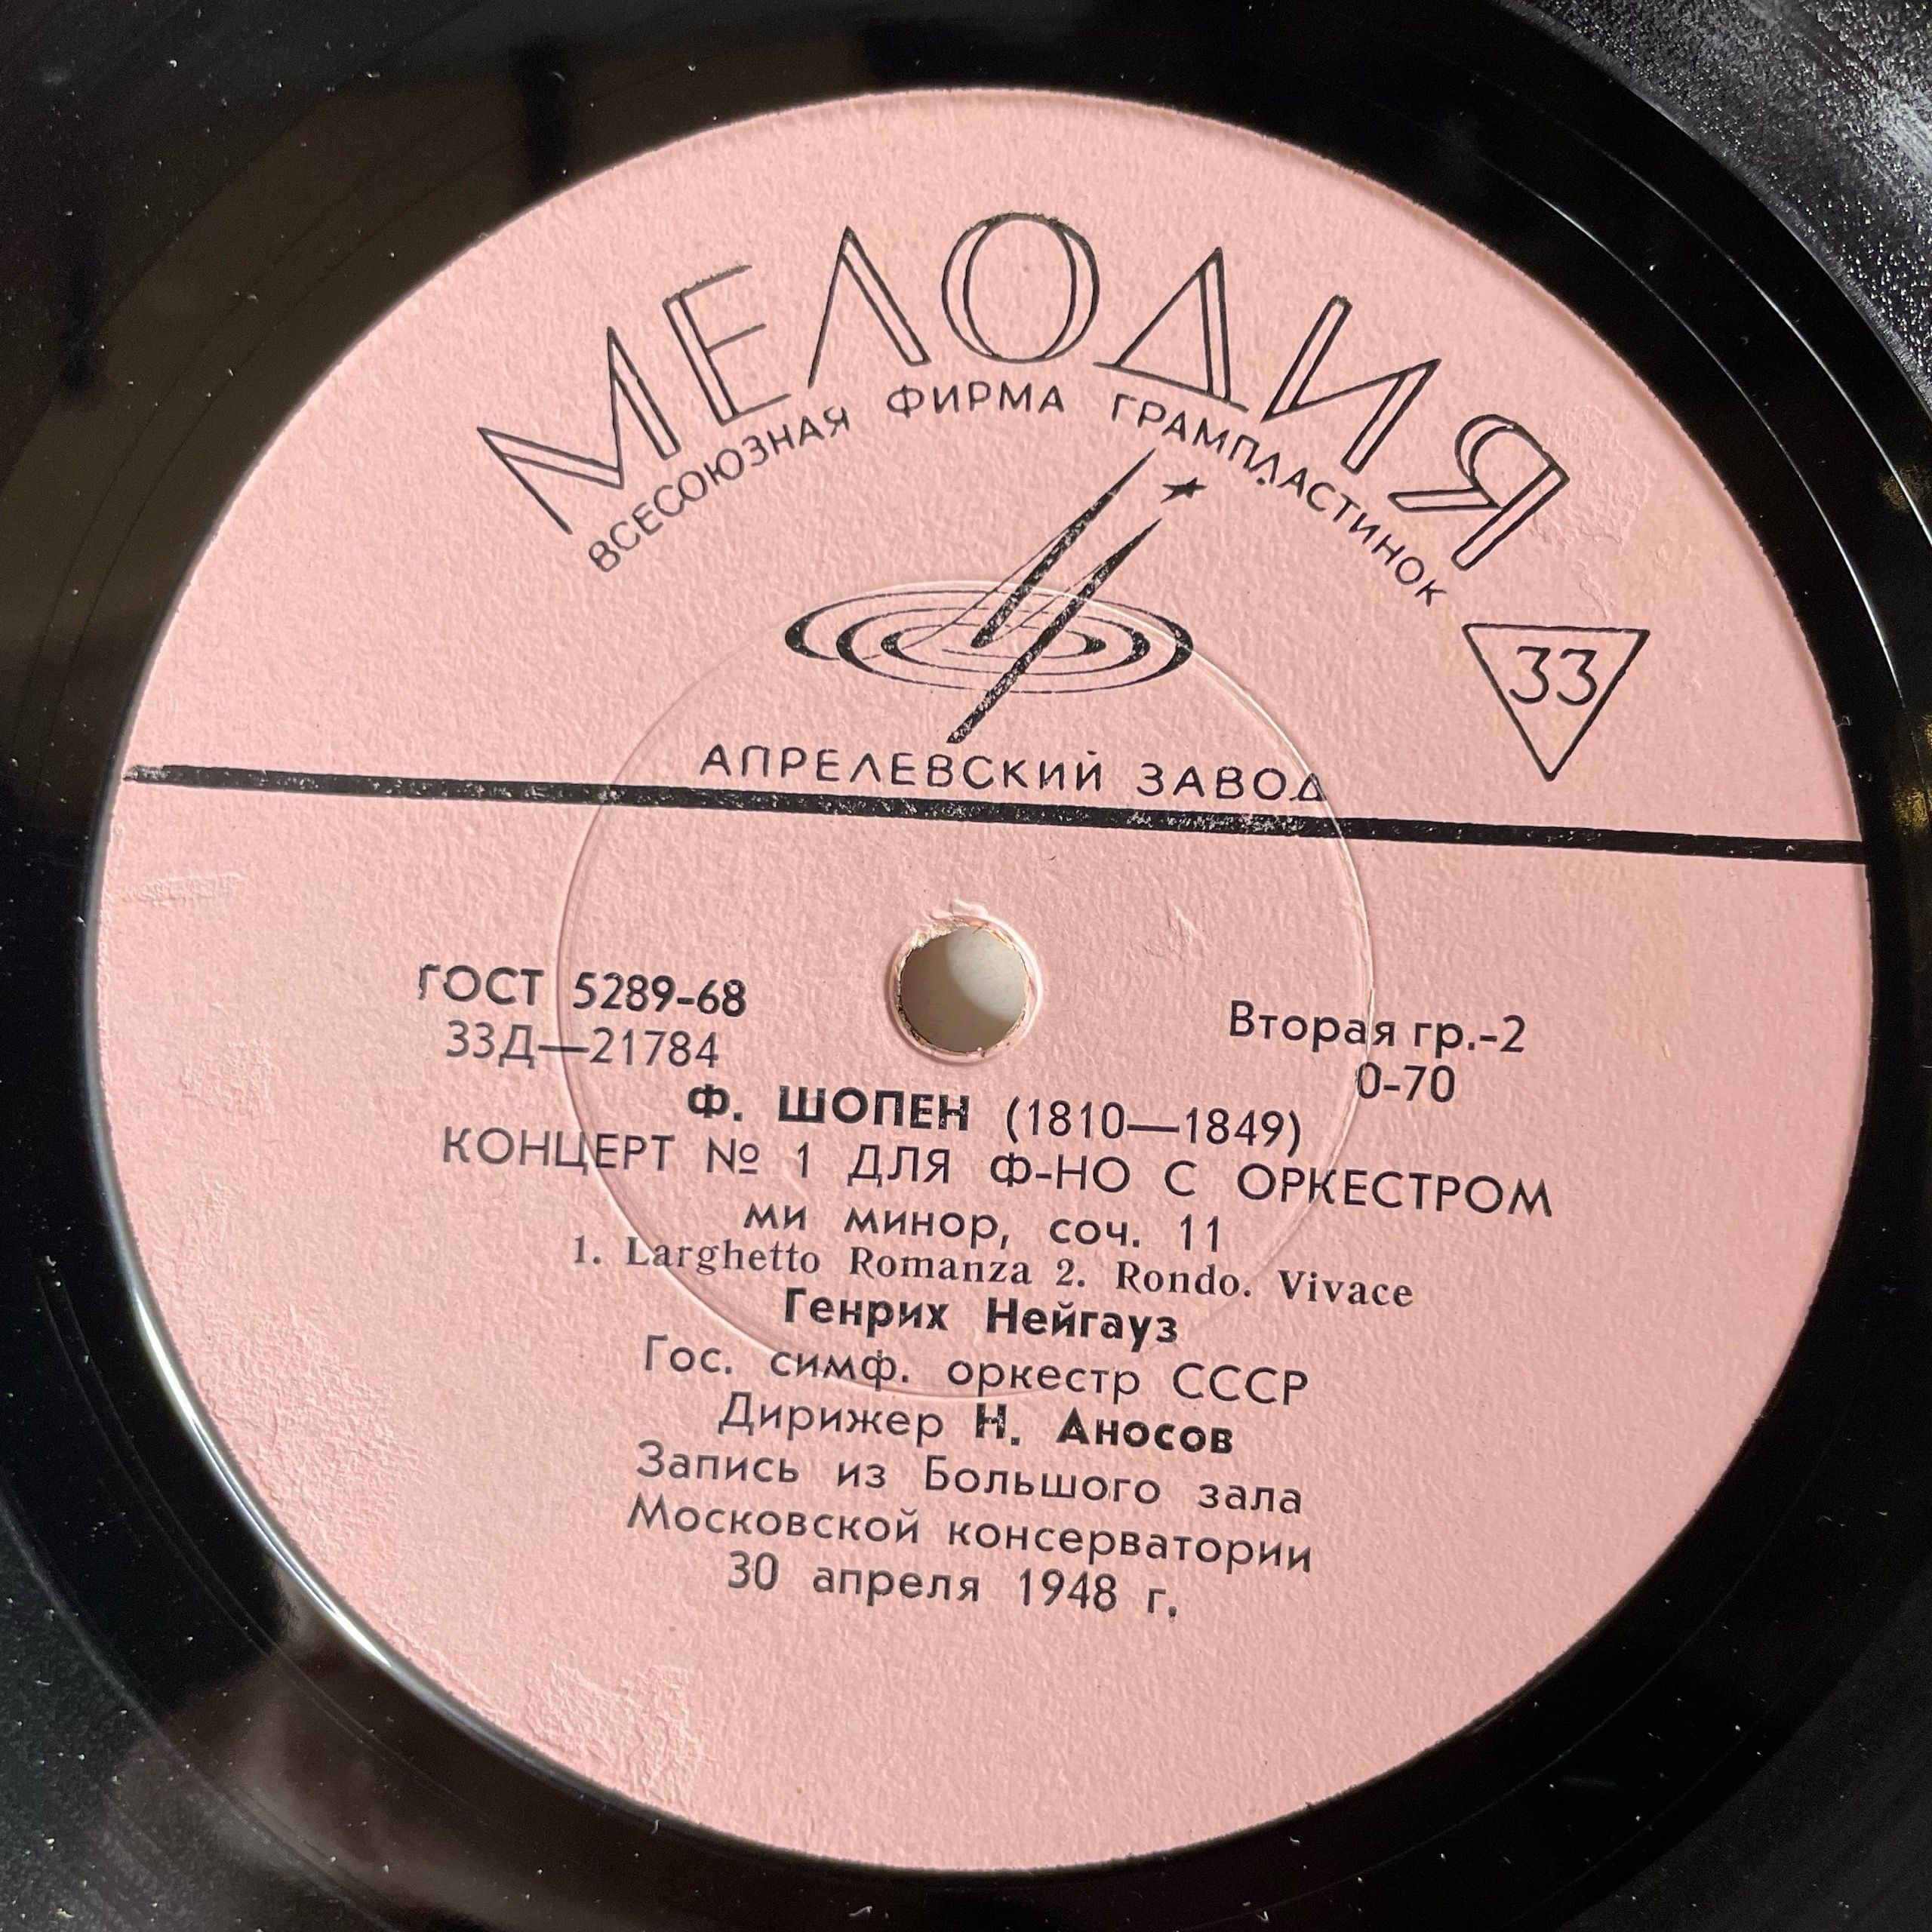 МЕЛОДИЯ
ВСЕСОЮЗНАЯ ФИРМА ГРАМПЛАСТИНОК
33
АПРЕЛЕВСКИЙ ЗАВОД
ГОСТ 5289-68
33Д—21784
Вторая гр.-2
0-70
Ф. ШОПЕН (1810—1849)
КОНЦЕРТ № 1 ДЛЯ Ф-НО С ОРКЕСТРОМ
ми минор, соч. 11
1. Larghetto Romanza 2. Rondo. Vivace
Генрих Нейгауз
Гос. симф. оркестр СССР
Дирижер Н. Аносов
Запись из Большого зала
Московской консерватории
30 апреля 1948 г.